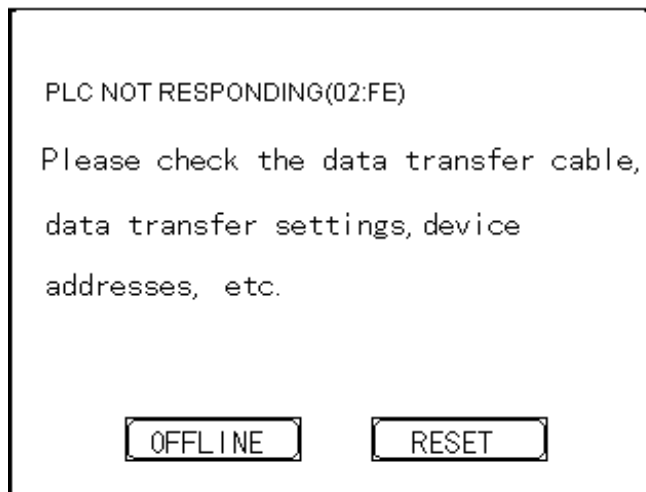 PLC NOT RESPONDING(02:FE)
Please check the data transfer cable,
data transfer settings, device
addresses, etc.
OFFLINE
RESET